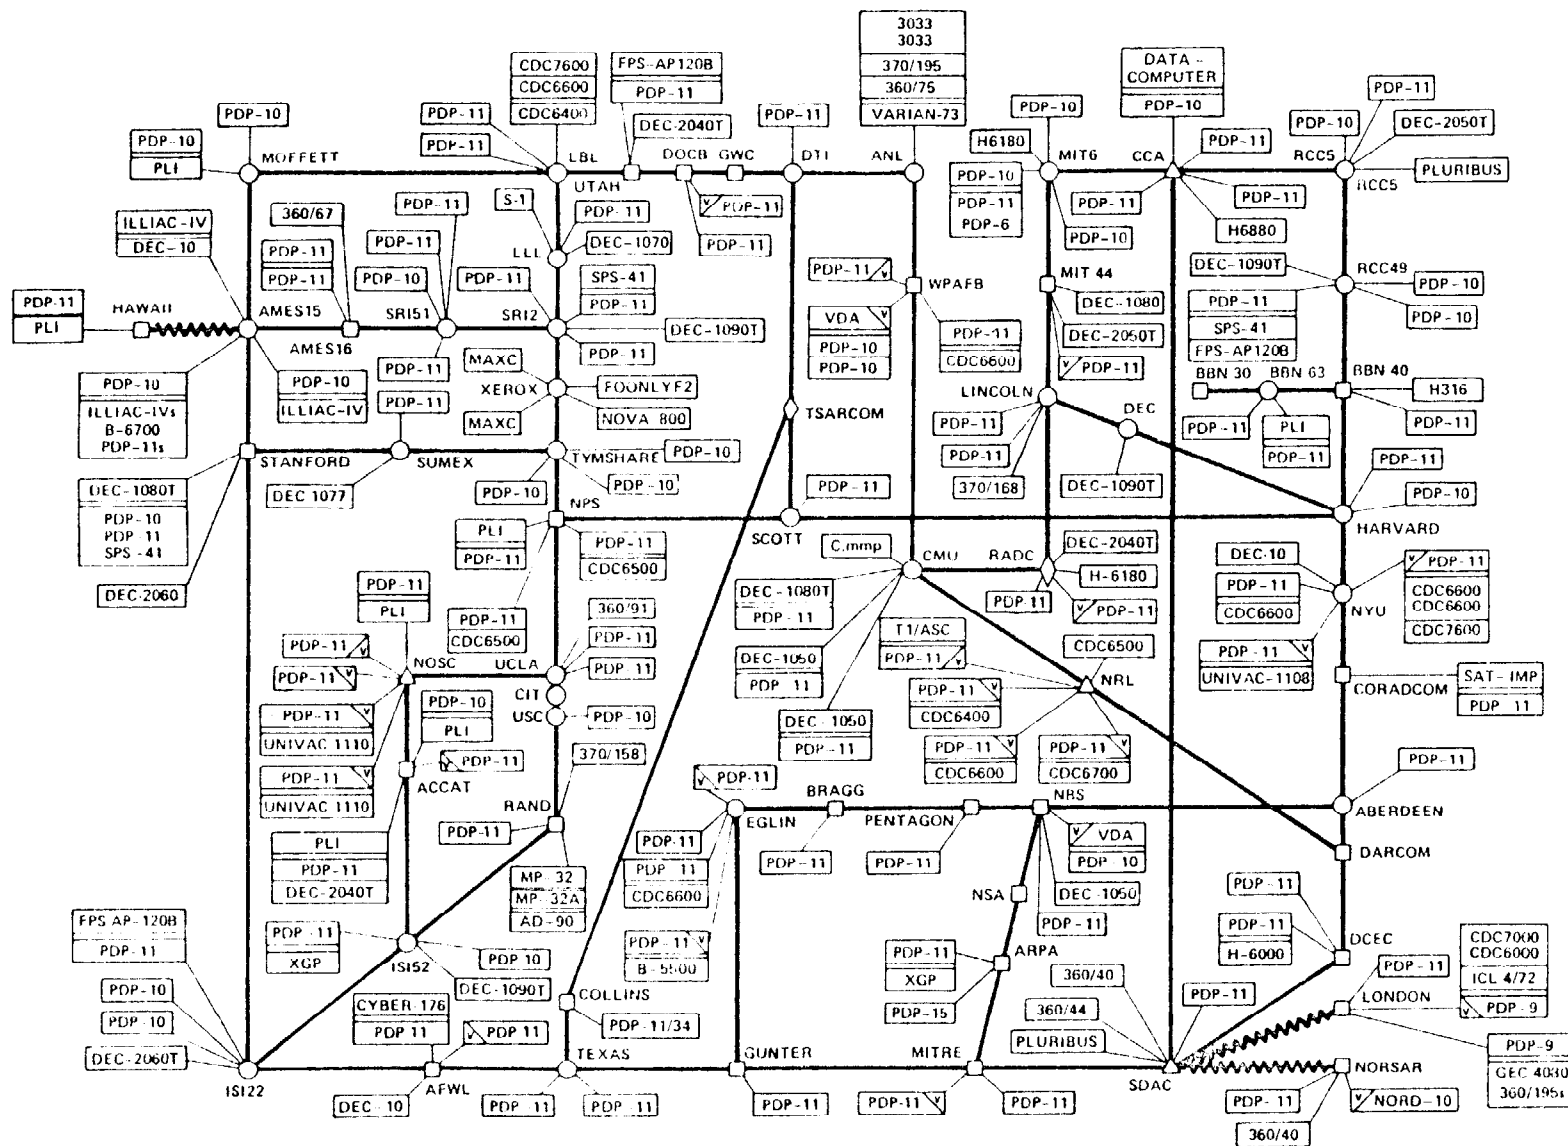 3033
3033
370/195
360/75
VARIAN-73
CDC7600
CDC6600
CDC6400
FPS-AP120B
PDP-11
DATA-
COMPUTER
PDP-10
PDP-10
PDP-11
DEC-2040T
PDP-11
PDP-10
PDP-11
PDP-10
PDP-11
DEC-2050T
PDP-10
PLI
PDP-11
H6180
MOFFETT
LBL
DOCB
GWC
DTI
ANL
MIT6
CCA
RCC5
UTAH
RCC5
PLURIBUS
PDP-10
PDP-11
PDP-6
PDP-11
PDP-11
S-1
PDP-11
PDP-11
PDP-10
H6880
ILLIAC-IV
DEC-10
360/67
PDP-11
PDP-11
DEC-1070
LLL
PDP-11
PDP-11
PDP-11
PDP-11
PDP-10
PDP-11
SPS-41
PDP-11
PDP-11
WPAFB
MIT 44
DEC-1090T
RCC49
PDP-10
DEC-1080
PDP-11
SPS-41
FPS-AP120B
PDP-10
PDP-11
PLI
HAWAII
AMES15
SRI51
SRI2
DEC-1090T
VDA
PDP-10
PDP-10
PDP-11
CDC6600
DEC-2050T
AMES16
PDP-11
MAXC
PDP-11
PDP-11
BBN 30
BBN 63
BBN 40
H316
PDP-10
ILLIAC-IVs
B-6700
PDP-11s
PDP-10
ILLIAC-IV
PDP-11
XEROX
FOONLYF2
MAXC
NOVA 800
TSARCOM
LINCOLN
DEC
PDP-11
PDP-11
PLI
PDP-11
PDP-11
STANFORD
SUMEX
TYMSHARE
PDP-10
PDP-11
PDP-11
DEC-1080T
PDP-10
PDP-11
SPS-41
DEC 1077
PDP-10
PDP-10
PDP-11
370/168
DEC-1090T
PDP-10
NPS
SCOTT
HARVARD
PLI
PDP-11
PDP-11
CDC6500
C.mmp
CMU
RADC
DEC-2040T
H-6180
DEC-10
PDP-11
CDC6600
V PDP-11
CDC6600
CDC6600
CDC7600
DEC-2060
PDP-11
PLI
PDP-11
CDC6500
360/91
PDP-11
PDP-11
DEC-1080T
PDP-11
PDP-11
V PDP-11
NYU
T1/ASC
PDP-11 V
CDC6500
PDP-11 V
PDP-11 V
NOSC
UCLA
CIT
USC
PDP-10
DEC-1050
PDP-11
NRL
PDP-11 V
UNIVAC-1108
CORADCOM
SAT-IMP
PDP-11
PDP-11 V
UNIVAC 1110
PDP-10
PLI
PDP-11 V
CDC6400
DEC-1050
PDP-11
PDP-11 V
CDC6600
PDP-11 V
CDC6700
PDP-11 V
UNIVAC 1110
ACCAT
PDP-11
370/158
RAND
V PDP-11
PDP-11
BRAGG
NBS
ABERDEEN
EGLIN
PENTAGON
PLI
PDP-11
DEC-2040T
PDP-11
PDP-11
PDP-11
CDC6600
PDP-11
PDP-11
V VDA
PDP-10
DARCOM
MP-32
MP-32A
AD-90
NSA
DEC-1050
PDP-11
PDP-11
FPS AP-120B
PDP-11
PDP-11
XGP
ISI52
PDP 10
PDP-11 V
B-5500
PDP-11
XGP
ARPA
PDP-11
H-6000
DCEC
CDC7000
CDC6000
ICL 4/72
V PDP-9
PDP-10
DEC-1090T
COLLINS
360/40
PDP-11
PDP-11
LONDON
PDP-10
CYBER-176
PDP 11
V PDP 11
PDP-11/34
PDP-15
360/44
PLURIBUS
PDP-9
GEC 4080
360/195s
DEC-2060T
TEXAS
GUNTER
MITRE
SDAC
NORSAR
ISI22
AFWL
DEC-10
PDP-11
PDP-11
PDP-11
PDP-11 V
PDP-11
PDP-11
V NORD-10
360/40